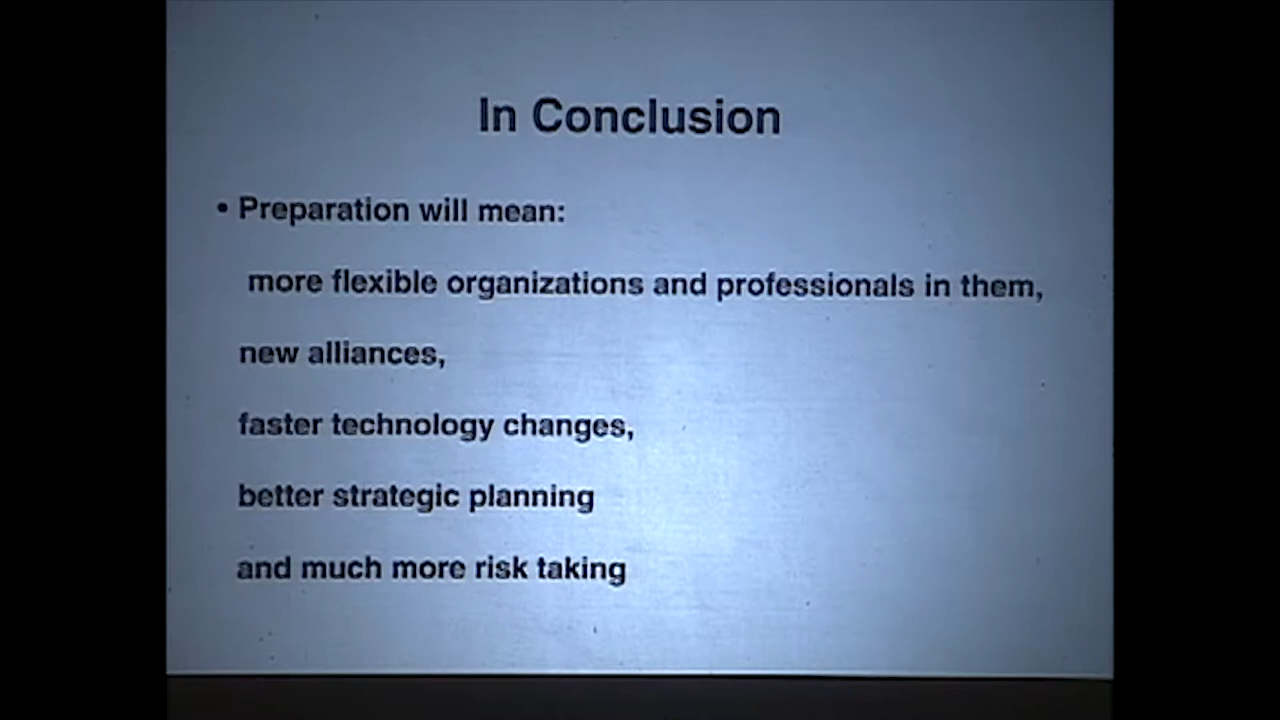 In Conclusion
• Preparation will mean:
more flexible organizations and professionals in them,
new alliances,
faster technology changes,
better strategic planning
and much more risk taking